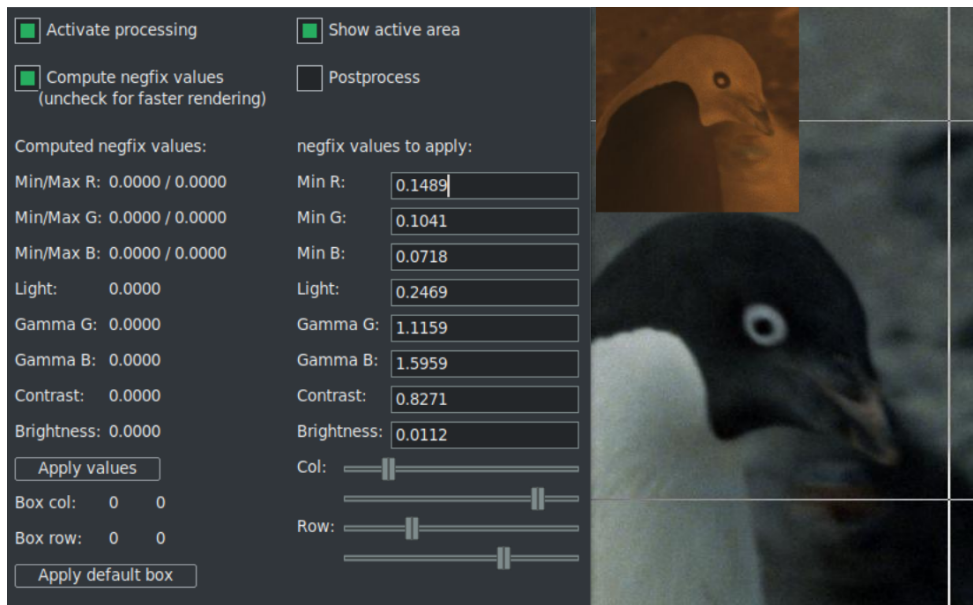 Activate processing
Show active area
Compute negfix values
(uncheck for faster rendering)
Postprocess
Computed negfix values:
Min/Max R: 0.0000 / 0.0000
Min/Max G: 0.0000 / 0.0000
Min/Max B: 0.0000 / 0.0000
Light: 0.0000
Gamma G: 0.0000
Gamma B: 0.0000
Contrast: 0.0000
Brightness: 0.0000
Apply values
Box col: 0 0
Box row: 0 0
Apply default box
negfix values to apply:
Min R: 0.1489
Min G: 0.1041
Min B: 0.0718
Light: 0.2469
Gamma G: 1.1159
Gamma B: 1.5959
Contrast: 0.8271
Brightness: 0.0112
Col:
Row: